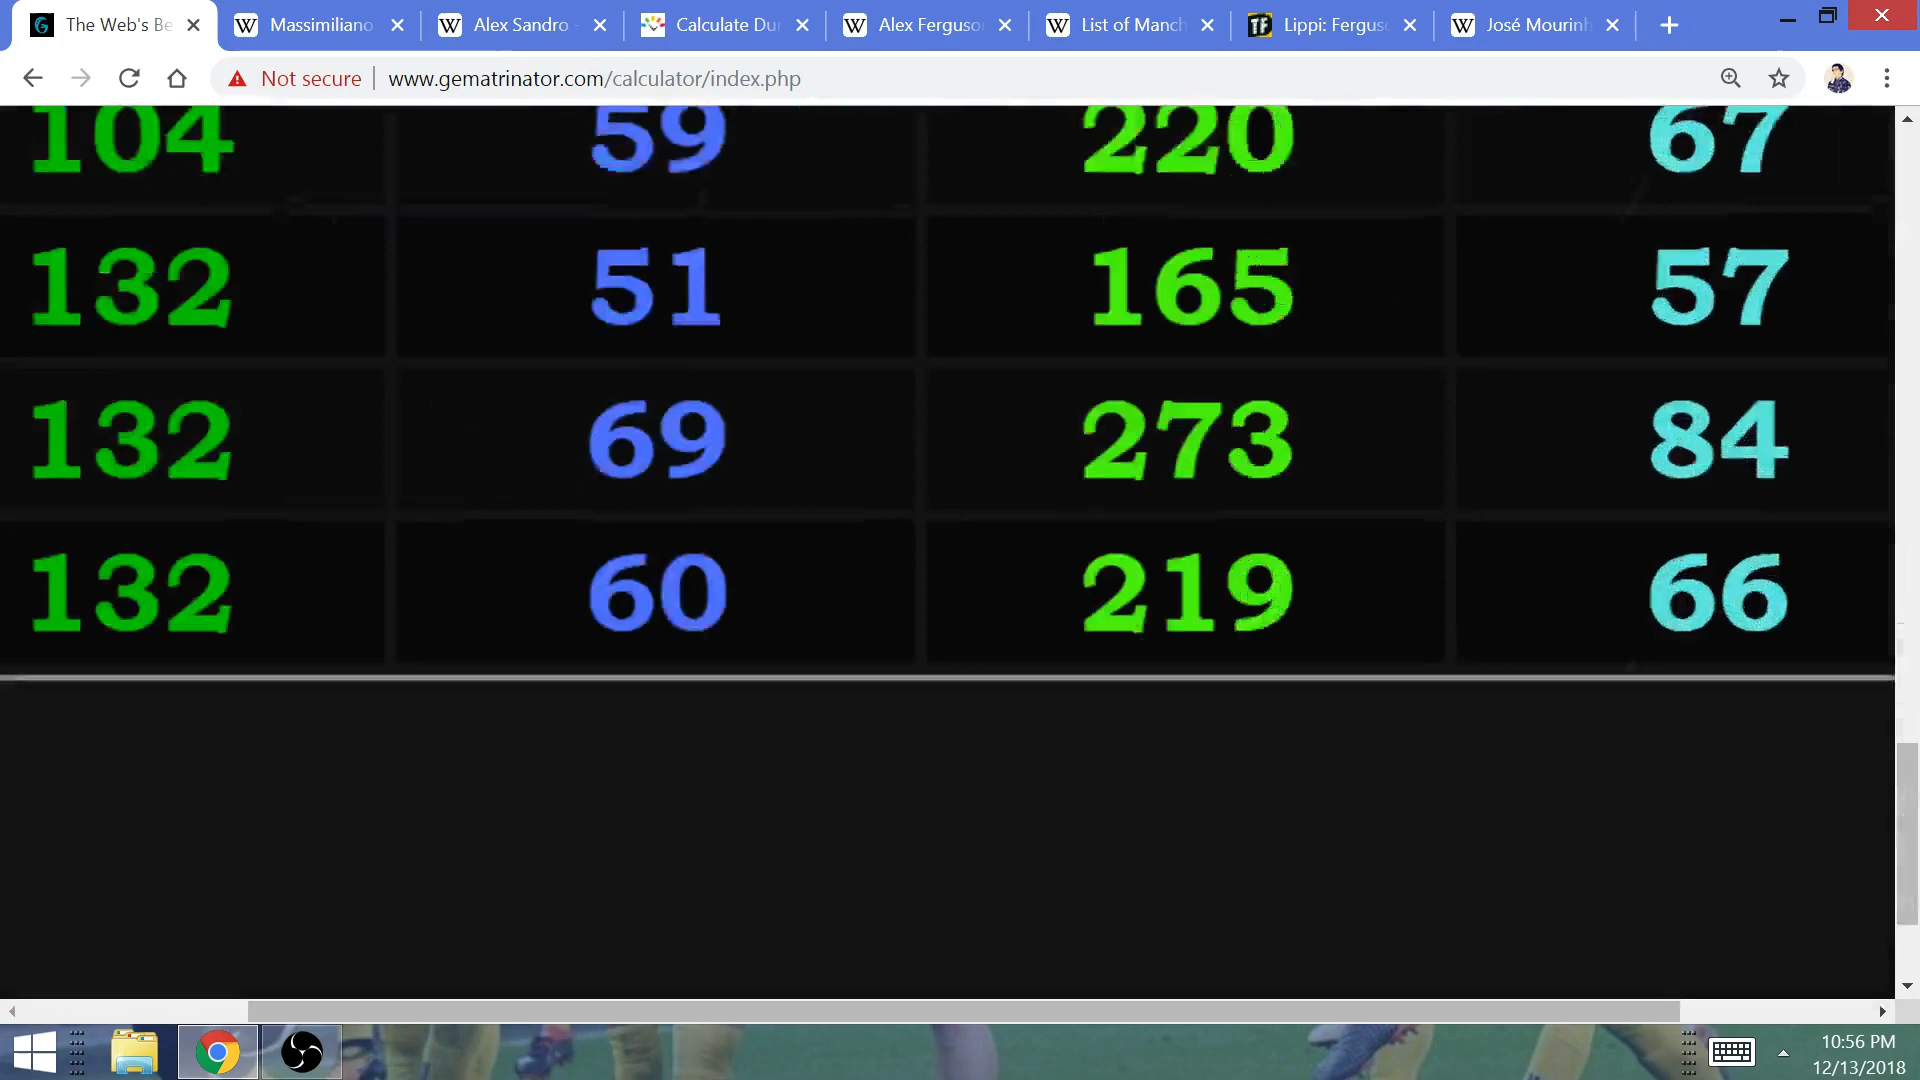 The Web's Be
Massimiliano
Alex Sandro -
Calculate Dur
Alex Ferguso
List of Manch
Lippi: Fergus
José Mourinh
Not secure
www.gematrinator.com/calculator/index.php
104 59 220 67
132 51 165 57
132 69 273 84
132 60 219 66
10:56 PM
12/13/2018